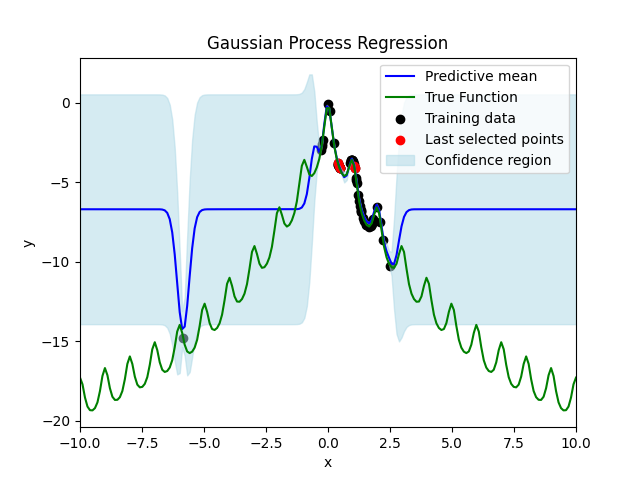 Gaussian Process Regression
Predictive mean
True Function
Training data
Last selected points
Confidence region
y
0
−5
−10
−15
−20
−10.0 −7.5 −5.0 −2.5 0.0 2.5 5.0 7.5 10.0
x